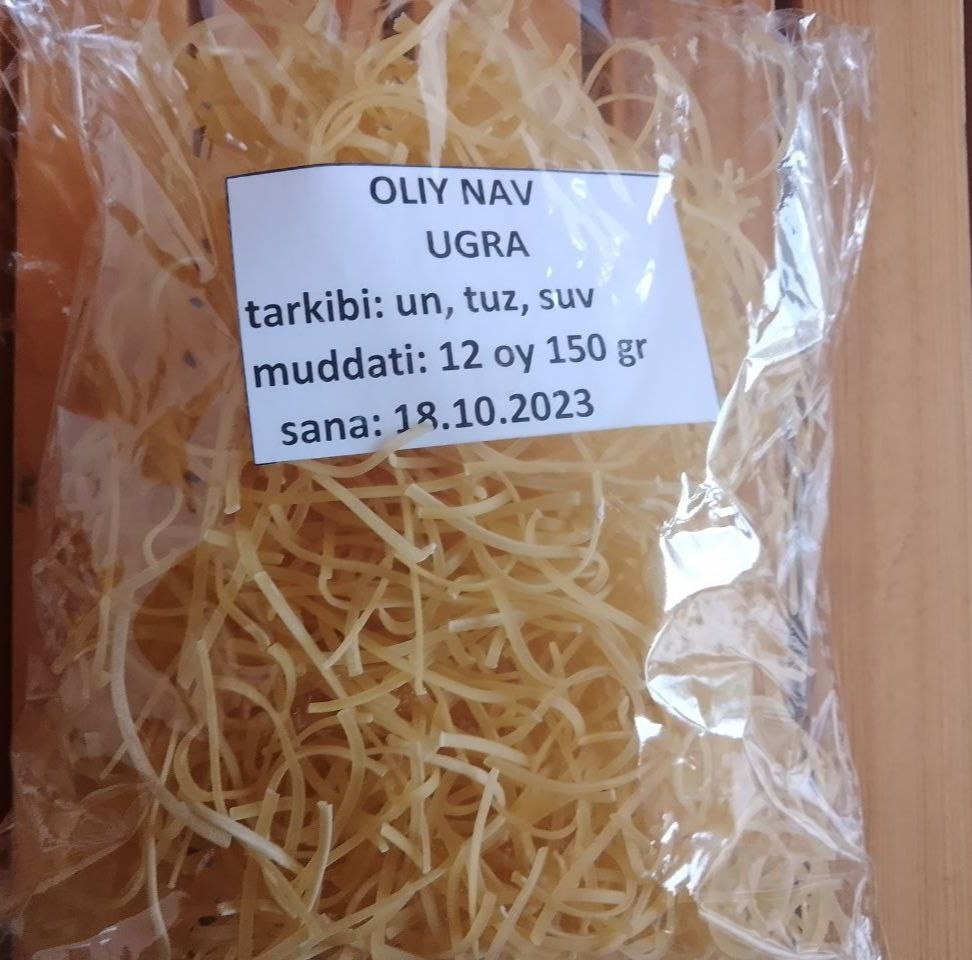 OLIY NAV
UGRA
tarkibi: un, tuz, suv
muddati: 12 oy 150 gr
sana: 18.10.2023